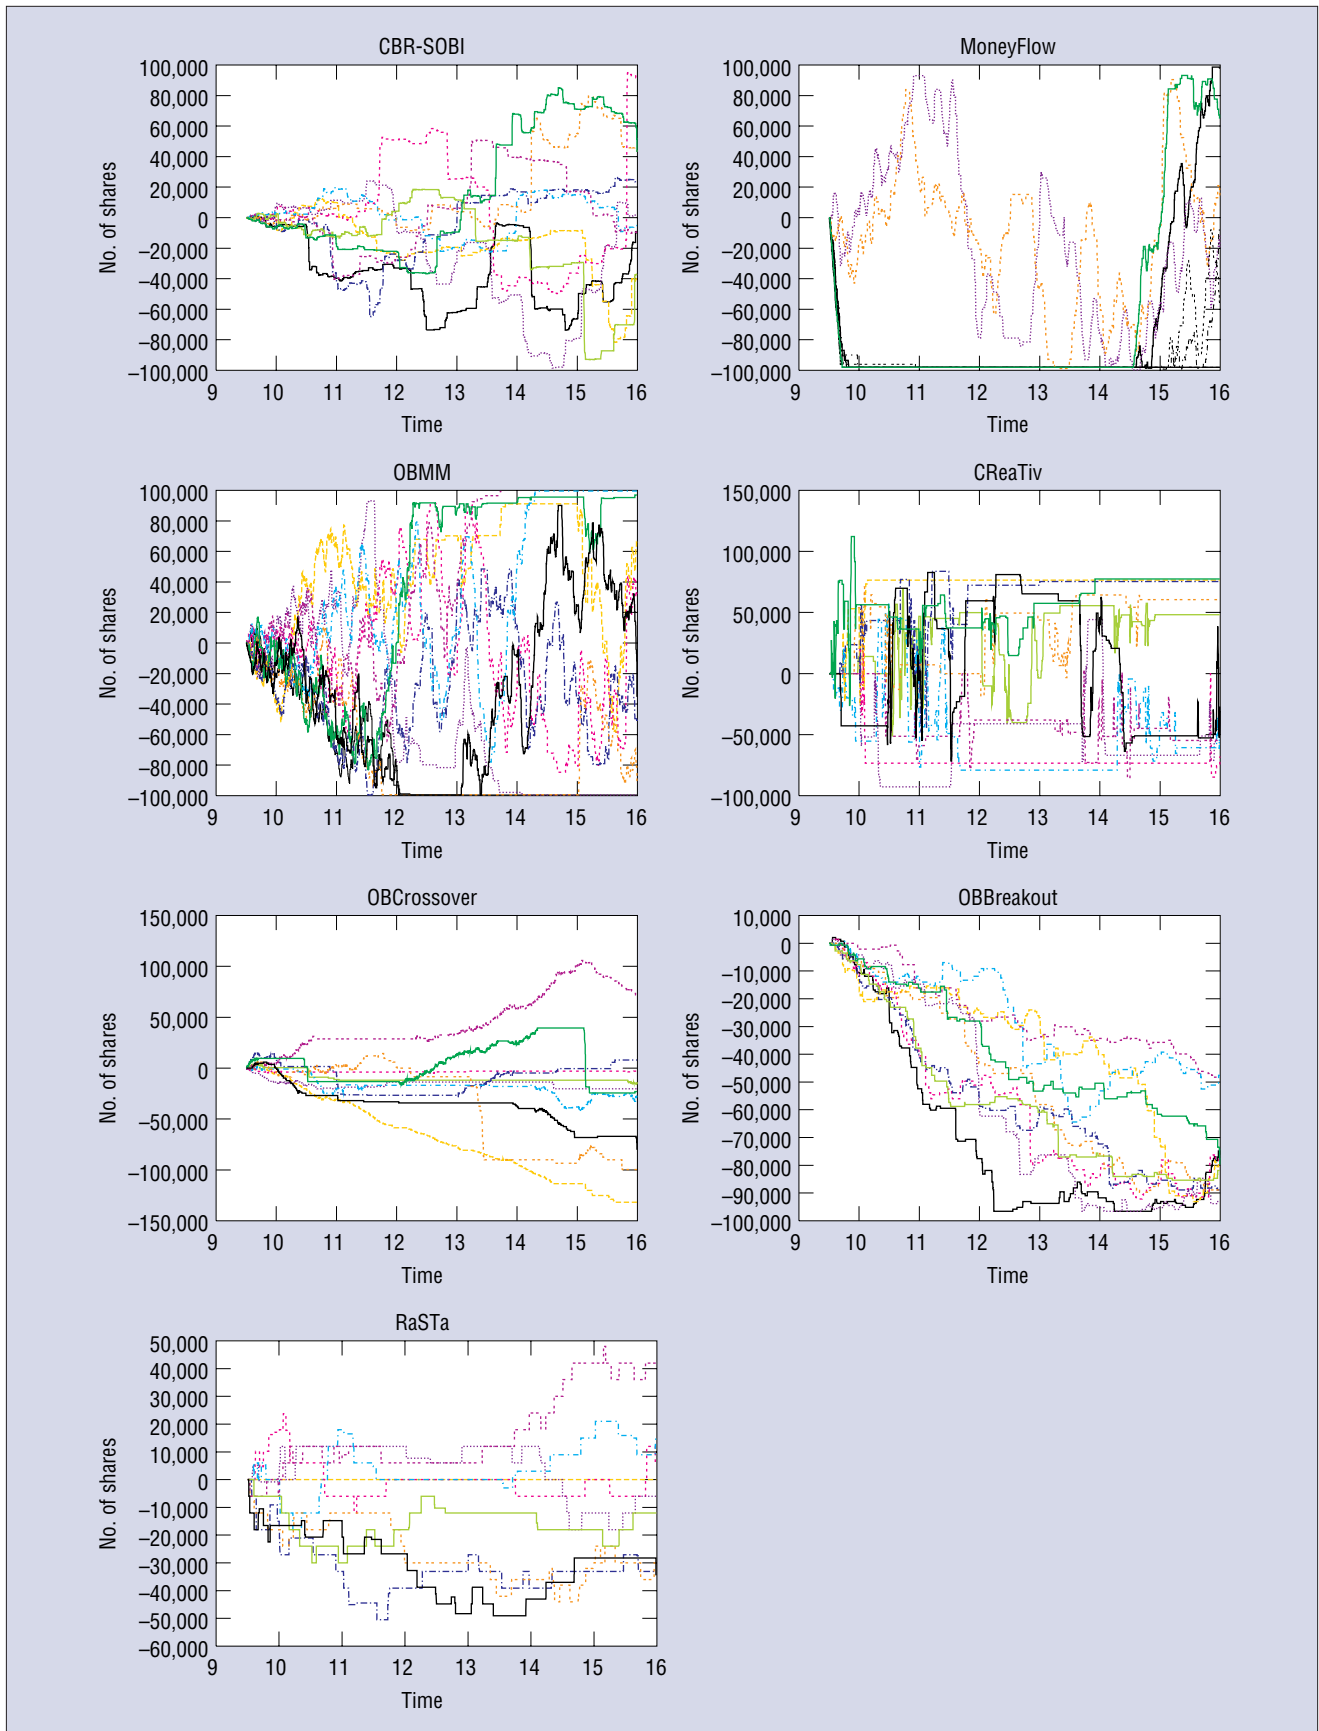 CBR-SOBI
100,000
80,000
60,000
40,000
20,000
0
–20,000
–40,000
–60,000
–80,000
–100,000
No. of shares
9 10 11 12 13 14 15 16
Time
MoneyFlow
100,000
80,000
60,000
40,000
20,000
0
–20,000
–40,000
–60,000
–80,000
–100,000
No. of shares
9 10 11 12 13 14 15 16
Time
OBMM
100,000
80,000
60,000
40,000
20,000
0
–20,000
–40,000
–60,000
–80,000
–100,000
No. of shares
9 10 11 12 13 14 15 16
Time
CReaTiv
150,000
100,000
50,000
0
–50,000
–100,000
No. of shares
9 10 11 12 13 14 15 16
Time
OBCrossover
150,000
100,000
50,000
0
–50,000
–100,000
–150,000
No. of shares
9 10 11 12 13 14 15 16
Time
OBBreakout
10,000
0
–10,000
–20,000
–30,000
–40,000
–50,000
–60,000
–70,000
–80,000
–90,000
–100,000
No. of shares
9 10 11 12 13 14 15 16
Time
RaSTa
50,000
40,000
30,000
20,000
10,000
0
–10,000
–20,000
–30,000
–40,000
–50,000
–60,000
No. of shares
9 10 11 12 13 14 15 16
Time